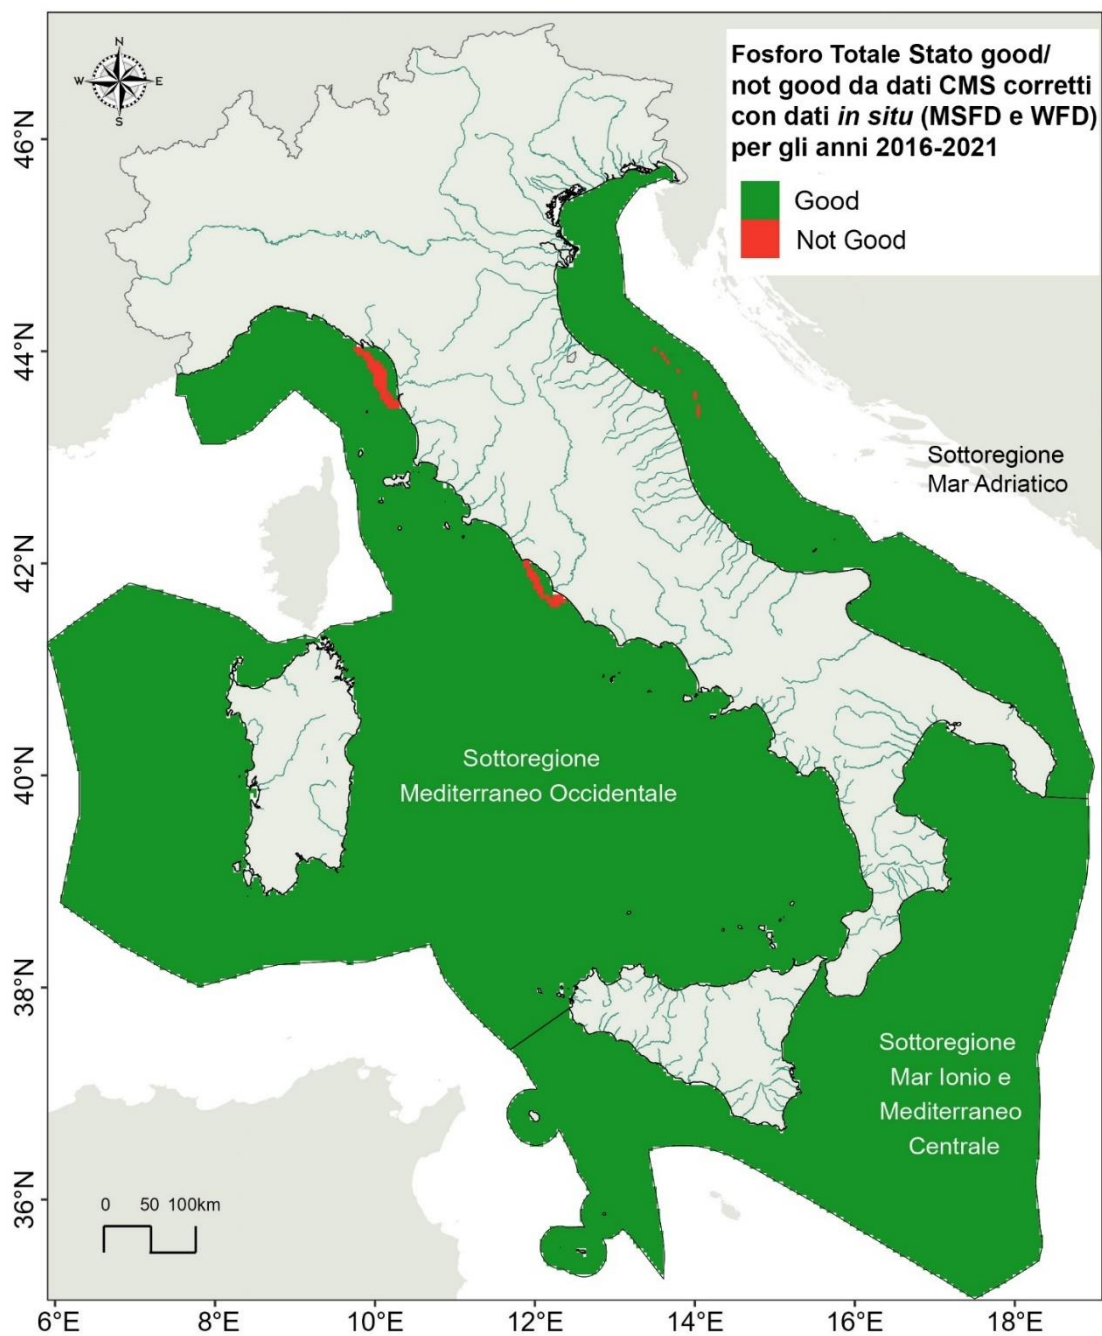 N
W E
S
Fosforo Totale Stato good/
not good da dati CMS corretti
con dati in situ (MSFD e WFD)
per gli anni 2016-2021
Good
Not Good
46°N
44°N
42°N
40°N
38°N
36°N
Sottoregione
Mar Adriatico
Sottoregione
Mediterraneo Occidentale
Sottoregione
Mar Ionio e
Mediterraneo
Centrale
0 50 100km
6°E 8°E 10°E 12°E 14°E 16°E 18°E